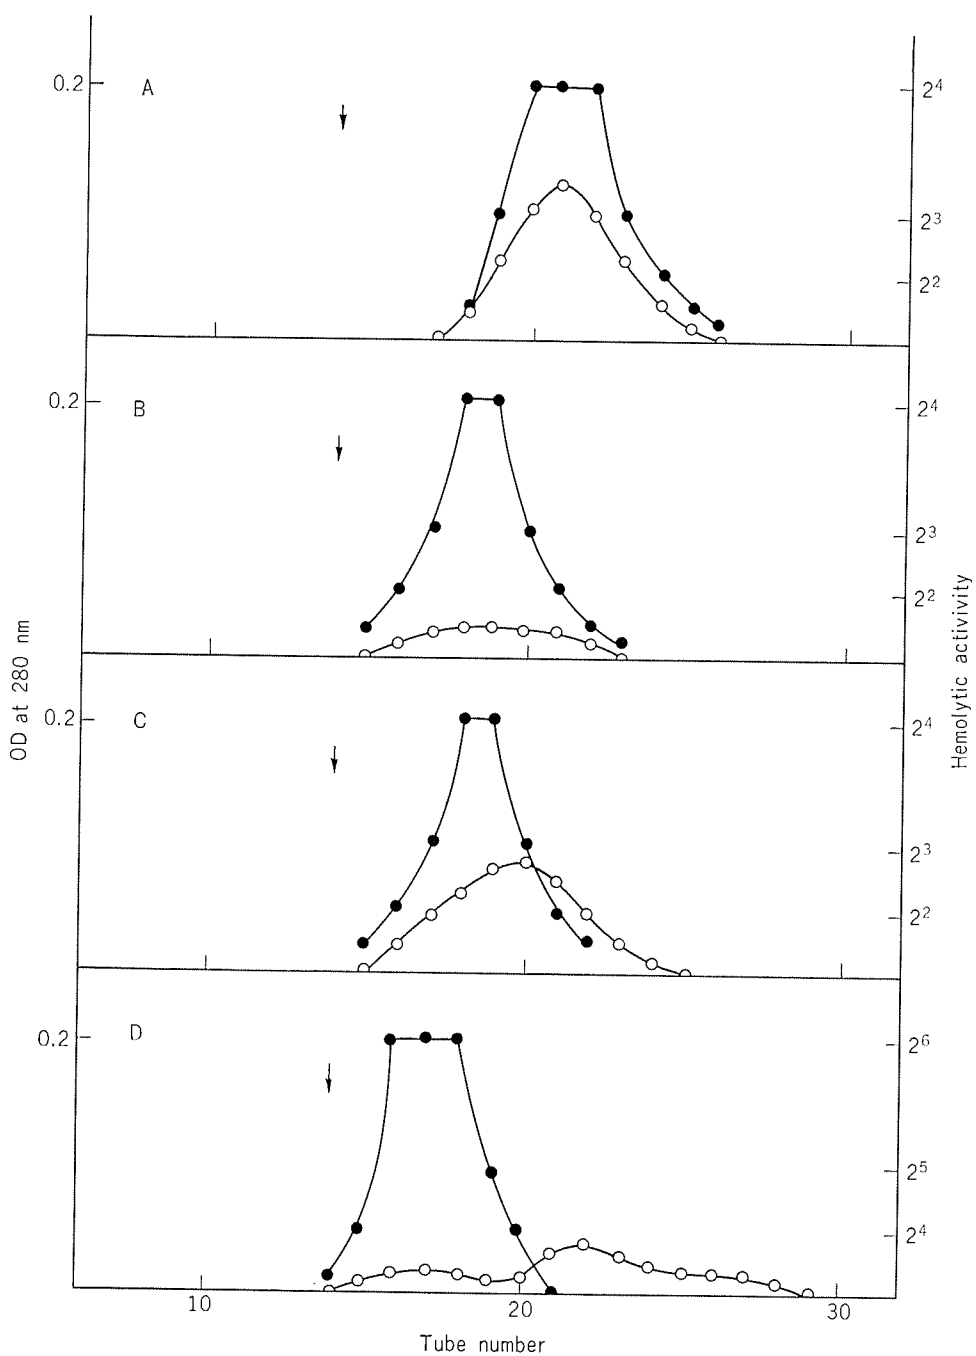 0.2 A 2⁴
2³
2²
0.2 B 2⁴
2³
2²
OD at 280 nm
Hemolytic activivity
0.2 C 2⁴
2³
2²
0.2 D 2⁶
2⁵
2⁴
10 20 30
Tube number